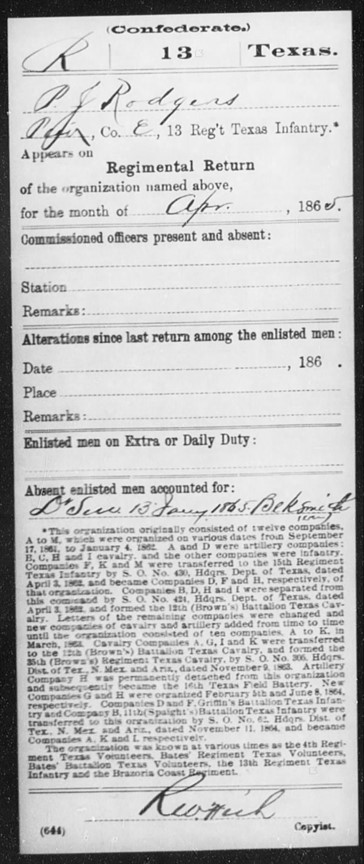 (Confederate.)
R | 13 | Texas.
P. J. Rodgers
, Co. E, 13 Reg't Texas Infantry.*
Appears on
Regimental Return
of the organization named above,
for the month of Apr. , 1865.
Commissioned officers present and absent:
Station
Remarks:
Alterations since last return among the enlisted men:
Date , 186 .
Place
Remarks:
Enlisted men on Extra or Daily Duty:
Absent enlisted men accounted for:
13 Jany 1865.
*This organization originally consisted of twelve companies,
A to M, which were organized on various dates from September
17, 1861, to January 4, 1862. A and D were artillery companies;
B, C, H and I cavalry, and the other companies were infantry.
Companies F, K and M were transferred to the 15th Regiment
Texas Infantry by S. O. No. 430, Hdqrs. Dept. of Texas, dated
April 3, 1862, and became Companies D, F and H, respectively, of
that organization. Companies B, D, H and I were separated from
this command by S. O. No. 421, Hdqrs. Dept. of Texas, dated
April 2, 1862, and formed the 12th (Brown's) Battalion Texas Cav-
alry. Letters of the remaining companies were changed and
new companies of cavalry and artillery added from time to time
until the organization consisted of ten companies, A to K, in
March, 1863. Cavalry Companies A, G, I and K were transferred
to the 12th (Brown's) Battalion Texas Cavalry, and formed the
35th (Brown's) Regiment Texas Cavalry, by S. O. No. 306, Hdqrs.
Dist. of Tex., N. Mex. and Ariz., dated November 9, 1863. Artillery
Company H was permanently detached from this organization
and subsequently became the 16th Texas Field Battery. New
Companies G and H were organized February 5th and June 8, 1864,
respectively. Companies D and F, Griffin's Battalion Texas Infan-
try and Company B, 11th (Spaight's) Battalion Texas Infantry were
transferred to this organization by S. O. No. 62, Hdqrs. Dist. of
Tex., N. Mex. and Ariz., dated November 11, 1864, and became
Companies A, K and I, respectively.
The organization was known at various times as the 4th Regi-
ment Texas Volunteers, Bates' Regiment Texas Volunteers,
Bates' Battalion Texas Volunteers, the 13th Regiment Texas
Infantry and the Brazoria Coast Regiment.
(644) Copyist.